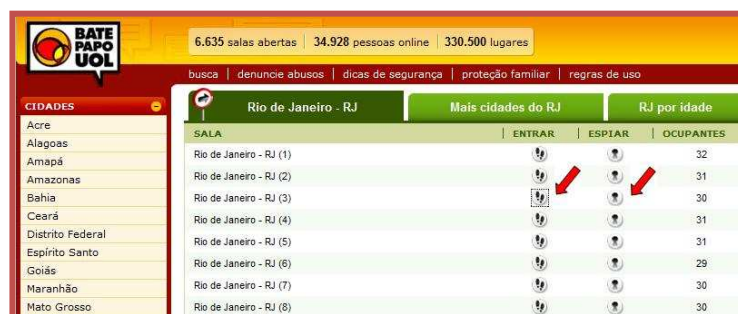 BATE
PAPO
UOL
6.635 salas abertas | 34.928 pessoas online | 330.500 lugares
busca | denuncie abusos | dicas de segurança | proteção familiar | regras de uso
CIDADES
Acre
Alagoas
Amapá
Amazonas
Bahia
Ceará
Distrito Federal
Espírito Santo
Goiás
Maranhão
Mato Grosso
Rio de Janeiro - RJ Mais cidades do RJ RJ por idade
SALA | ENTRAR | ESPIAR | OCUPANTES
Rio de Janeiro - RJ (1) 32
Rio de Janeiro - RJ (2) 31
Rio de Janeiro - RJ (3) 30
Rio de Janeiro - RJ (4) 31
Rio de Janeiro - RJ (5) 31
Rio de Janeiro - RJ (6) 29
Rio de Janeiro - RJ (7) 30
Rio de Janeiro - RJ (8) 30